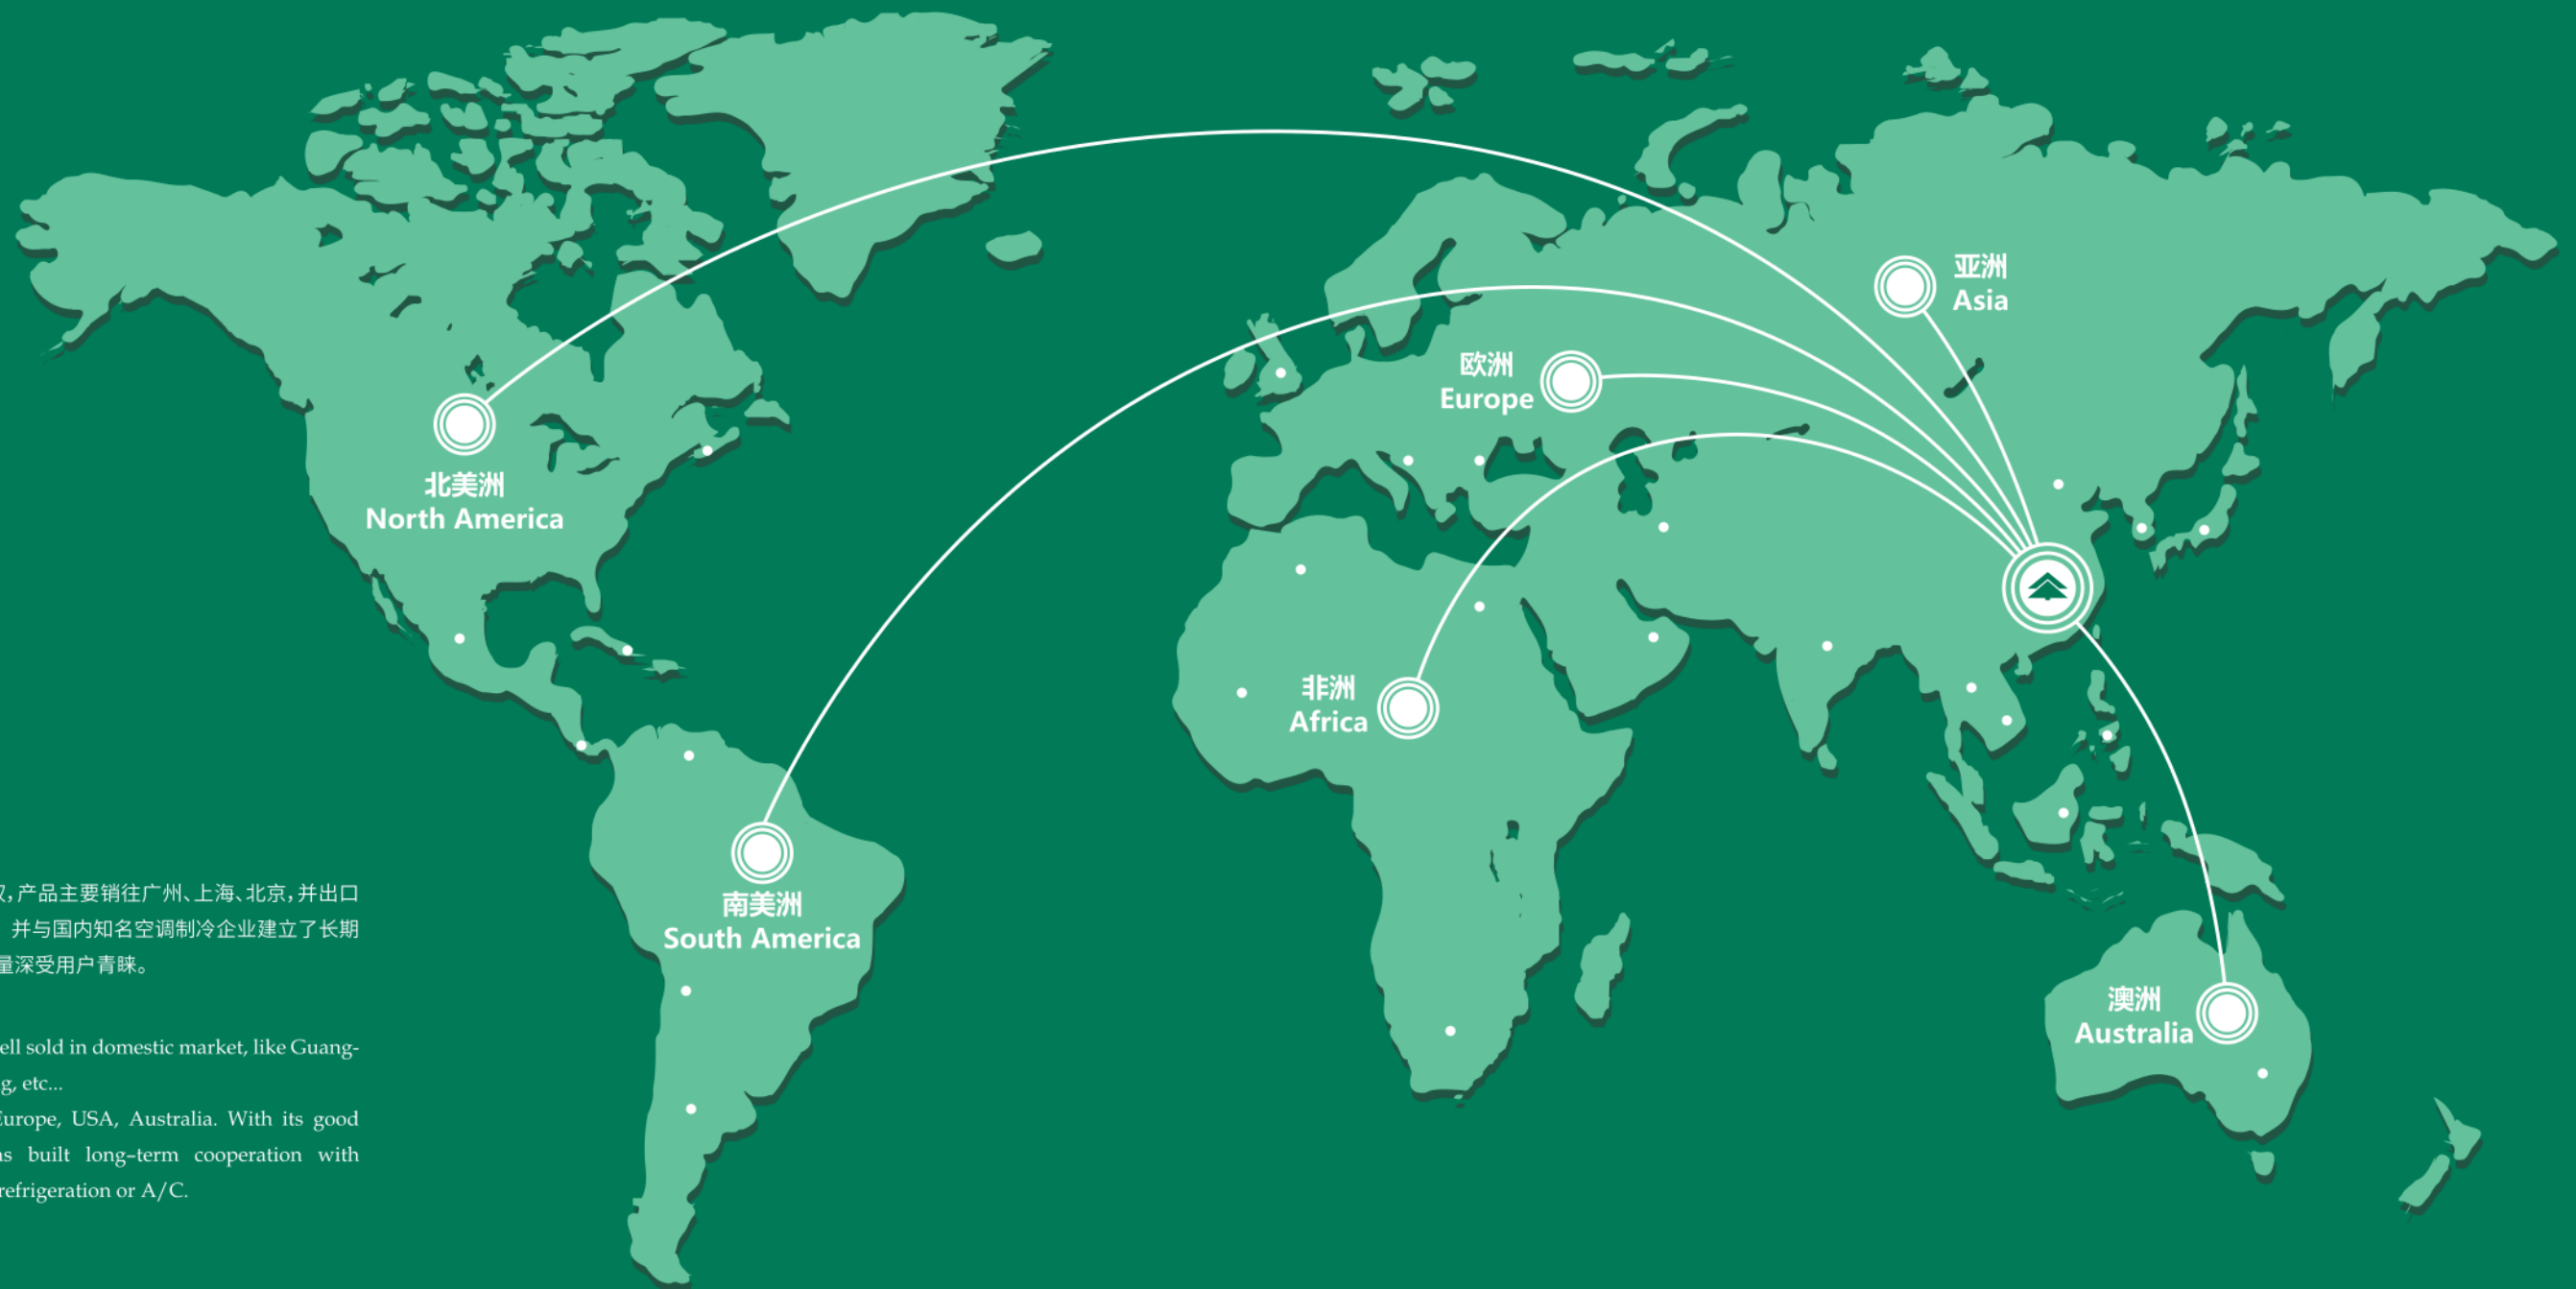 亚洲
Asia
欧洲
Europe
北美洲
North America
非洲
Africa
南美洲
South America
澳洲
Australia
,产品主要销往广州、上海、北京,并出口
并与国内知名空调制冷企业建立了长期
量深受用户青睐。
ell sold in domestic market, like Guang-
g, etc...
Europe, USA, Australia. With its good
as built long-term cooperation with
refrigeration or A/C.